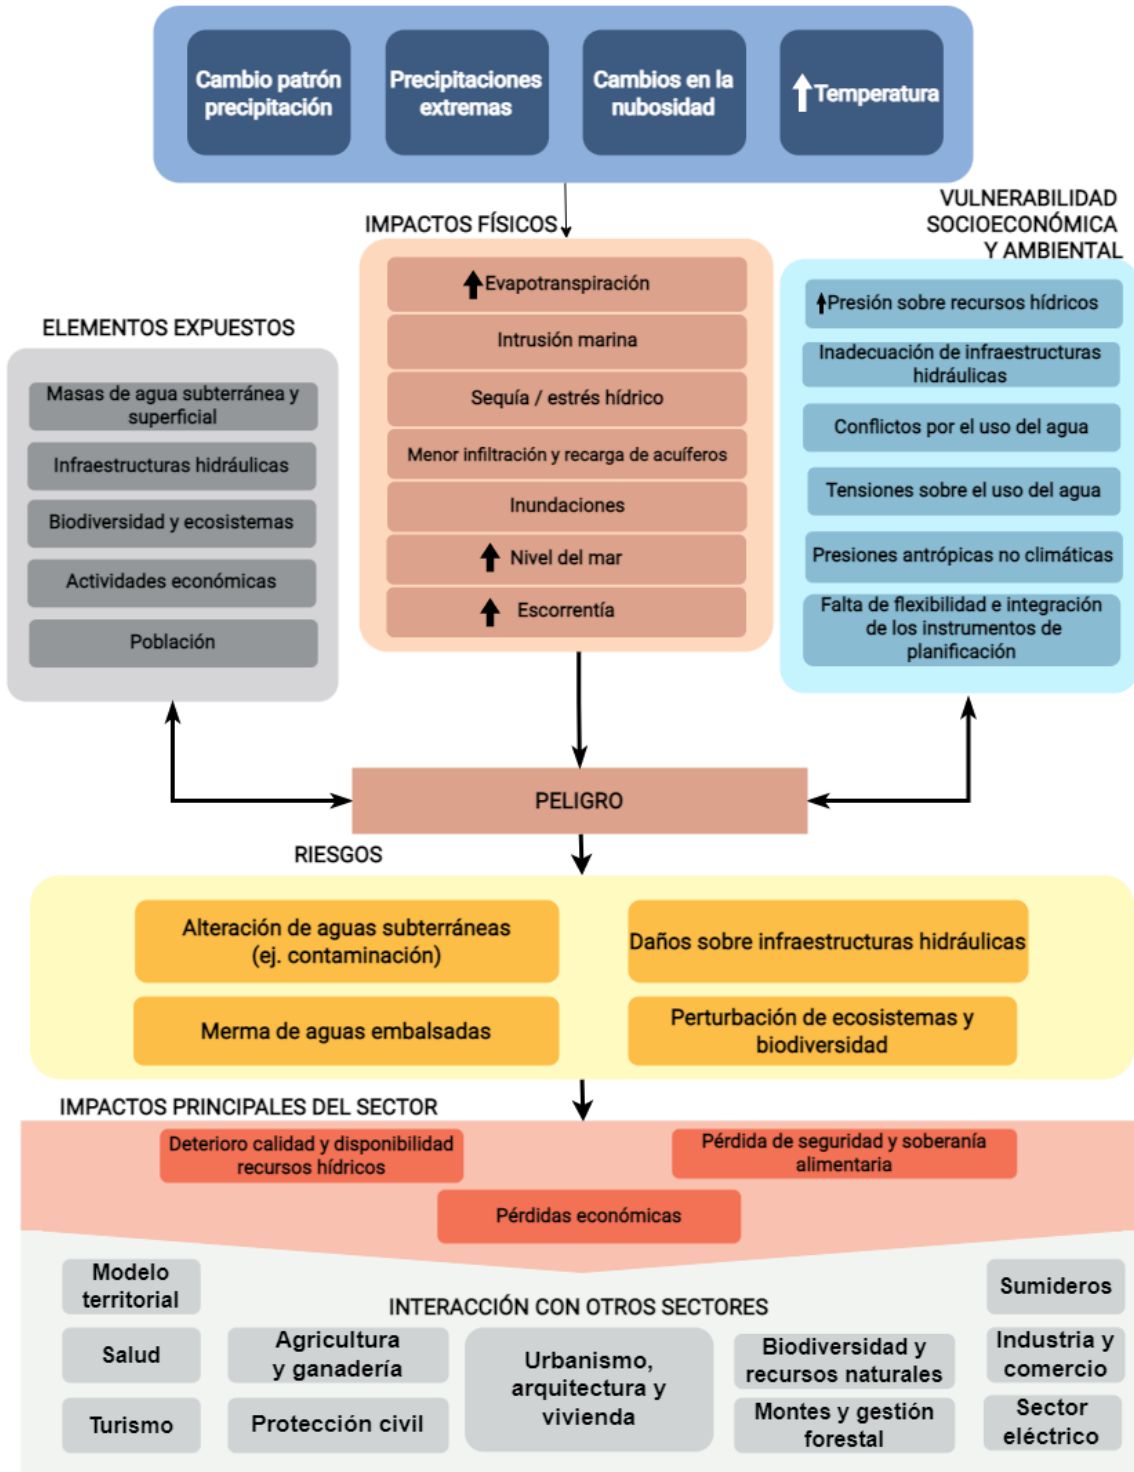 Cambio patrón
precipitación
Precipitaciones
extremas
Cambios en la
nubosidad
Temperatura
IMPACTOS FÍSICOS
Evapotranspiración
Intrusión marina
Sequía / estrés hídrico
Menor infiltración y recarga de acuíferos
Inundaciones
Nivel del mar
Escorrentía
VULNERABILIDAD
SOCIOECONÓMICA
Y AMBIENTAL
Presión sobre recursos hídricos
Inadecuación de infraestructuras
hidráulicas
Conflictos por el uso del agua
Tensiones sobre el uso del agua
Presiones antrópicas no climáticas
Falta de flexibilidad e integración
de los instrumentos de
planificación
ELEMENTOS EXPUESTOS
Masas de agua subterránea y
superficial
Infraestructuras hidráulicas
Biodiversidad y ecosistemas
Actividades económicas
Población
PELIGRO
RIESGOS
Alteración de aguas subterráneas
(ej. contaminación)
Daños sobre infraestructuras hidráulicas
Merma de aguas embalsadas
Perturbación de ecosistemas y
biodiversidad
IMPACTOS PRINCIPALES DEL SECTOR
Deterioro calidad y disponibilidad
recursos hídricos
Pérdida de seguridad y soberanía
alimentaria
Pérdidas económicas
INTERACCIÓN CON OTROS SECTORES
Modelo
territorial
Salud
Turismo
Agricultura
y ganadería
Protección civil
Urbanismo,
arquitectura y
vivienda
Biodiversidad y
recursos naturales
Montes y gestión
forestal
Sumideros
Industria y
comercio
Sector
eléctrico